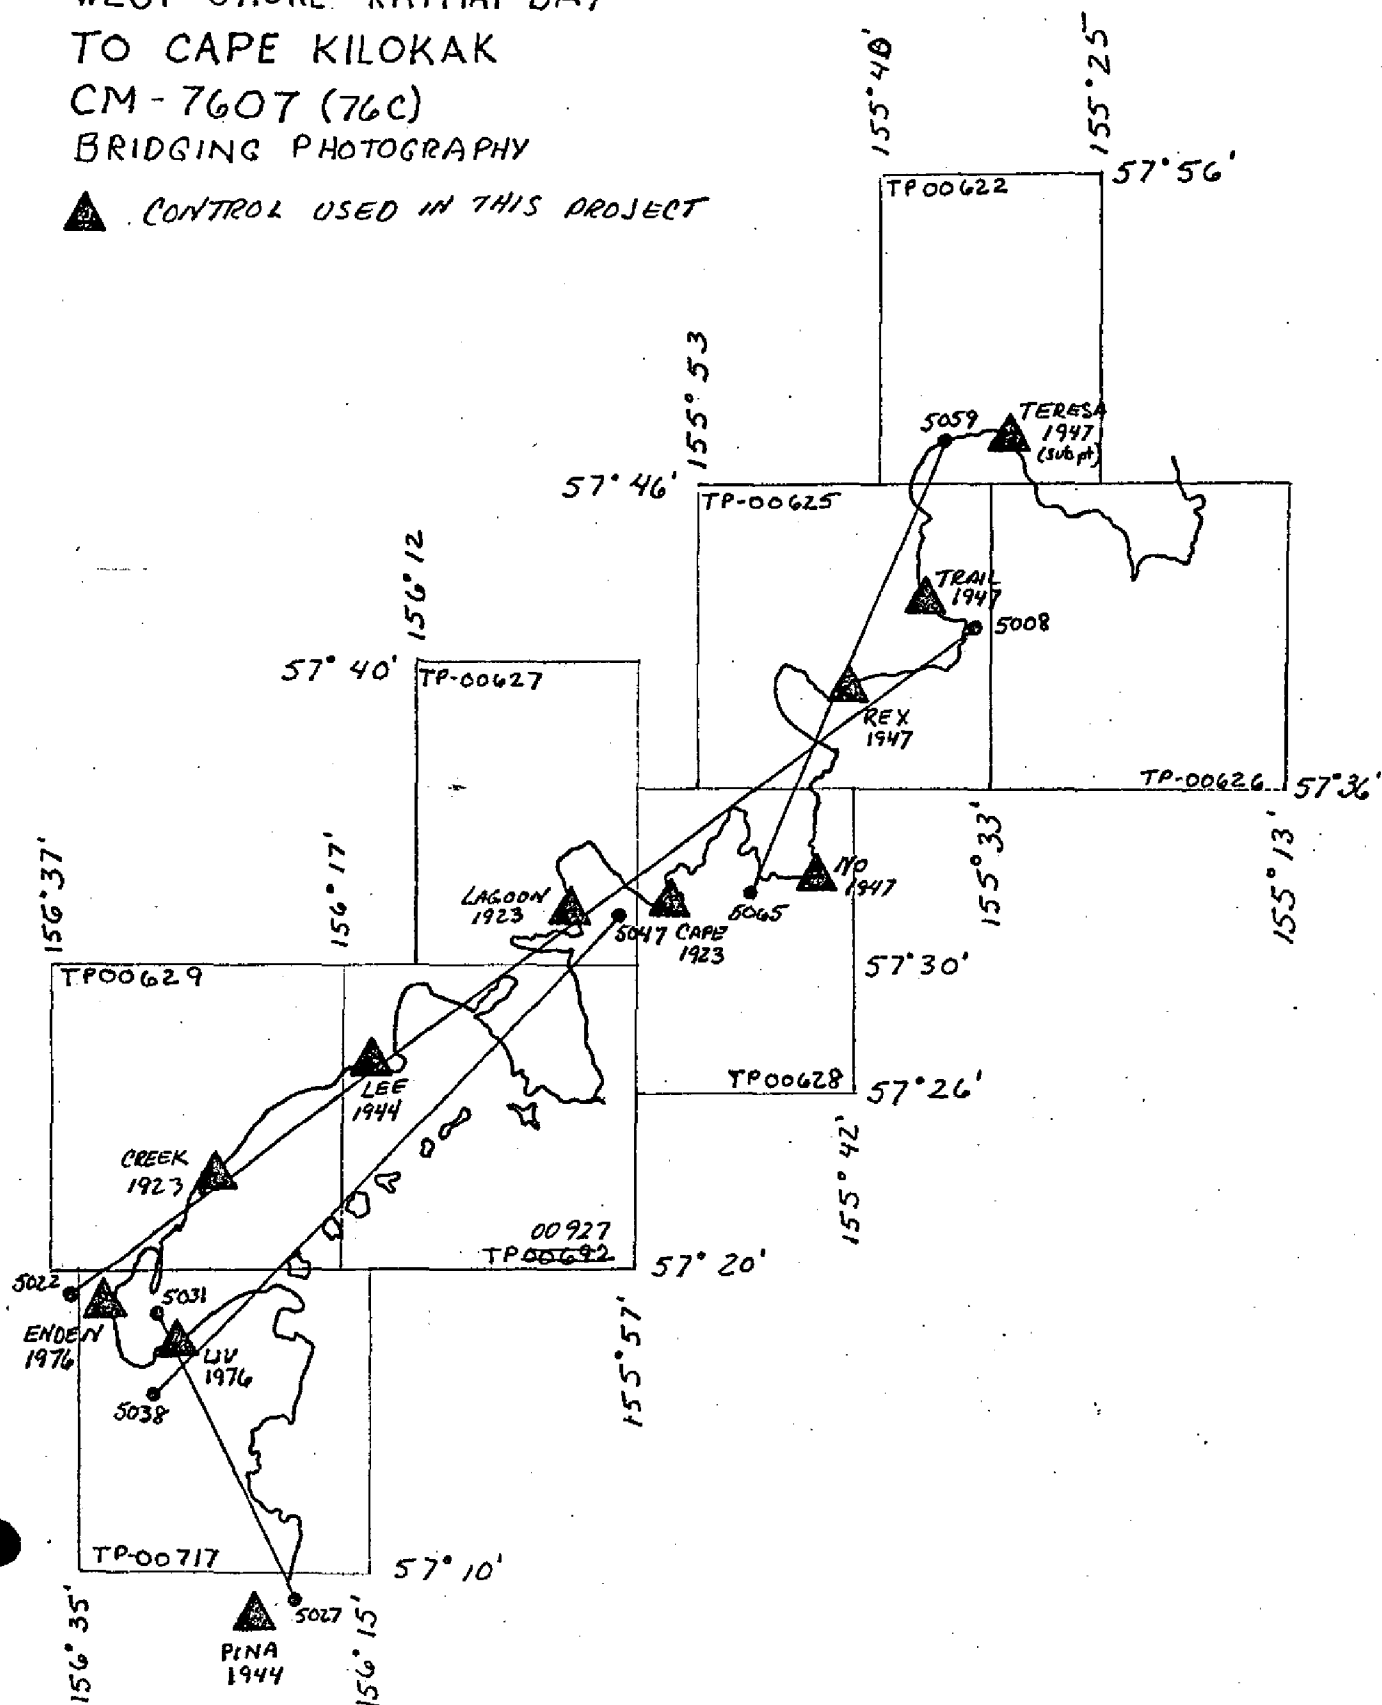 TO CAPE KILOKAK
CM-7607 (76C)
BRIDGING PHOTOGRAPHY
CONTROL USED IN THIS PROJECT
155° 40'
155° 25'
57° 56'
TP00622
155° 53
5059
TERESA
1947
(sub pt)
57° 46'
TP-00625
156° 12
TRAIL
1947
5008
57° 40'
TP-00627
REX
1947
TP-00626
57° 36'
156° 37'
156° 17'
155° 33'
155° 13'
LAGOON
1923
NO
1947
5047
CAPE
1923
5065
57° 30'
TP00629
LEE
1944
TP00628
57° 26'
155° 42'
CREEK
1923
00927
TP00692
57° 20'
5022
5031
ENDEN
1976
LIV
1976
155° 57'
5038
TP-00717
57° 10'
5027
156° 35'
156° 15'
PINA
1944